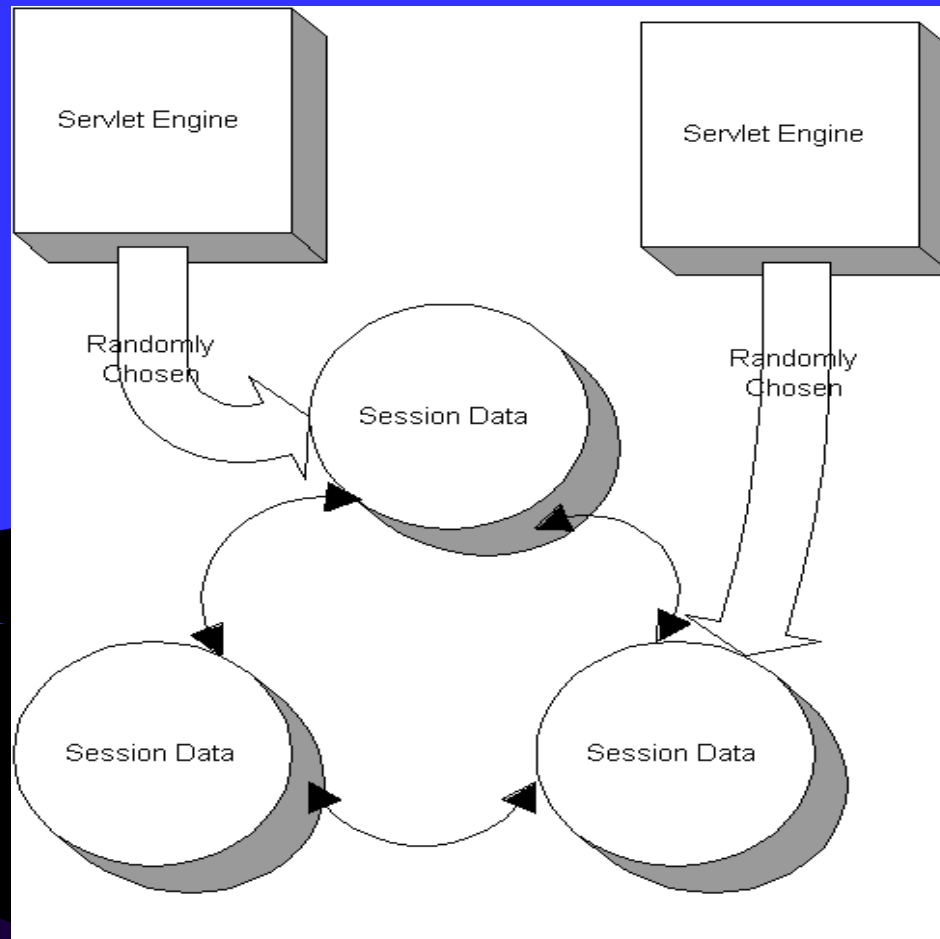 Servlet Engine
Servlet Engine
Randomly
Chosen
Randomly
Chosen
Session Data
Session Data
Session Data